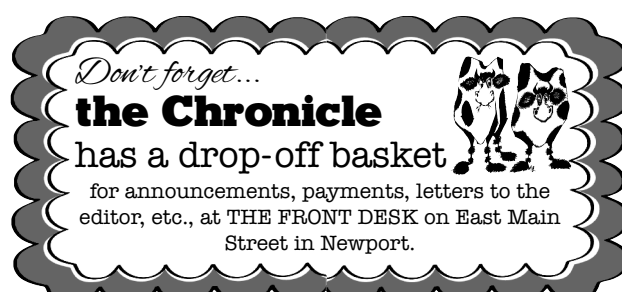 Don't forget...
the Chronicle
has a drop-off basket
for announcements, payments, letters to the
editor, etc., at THE FRONT DESK on East Main
Street in Newport.